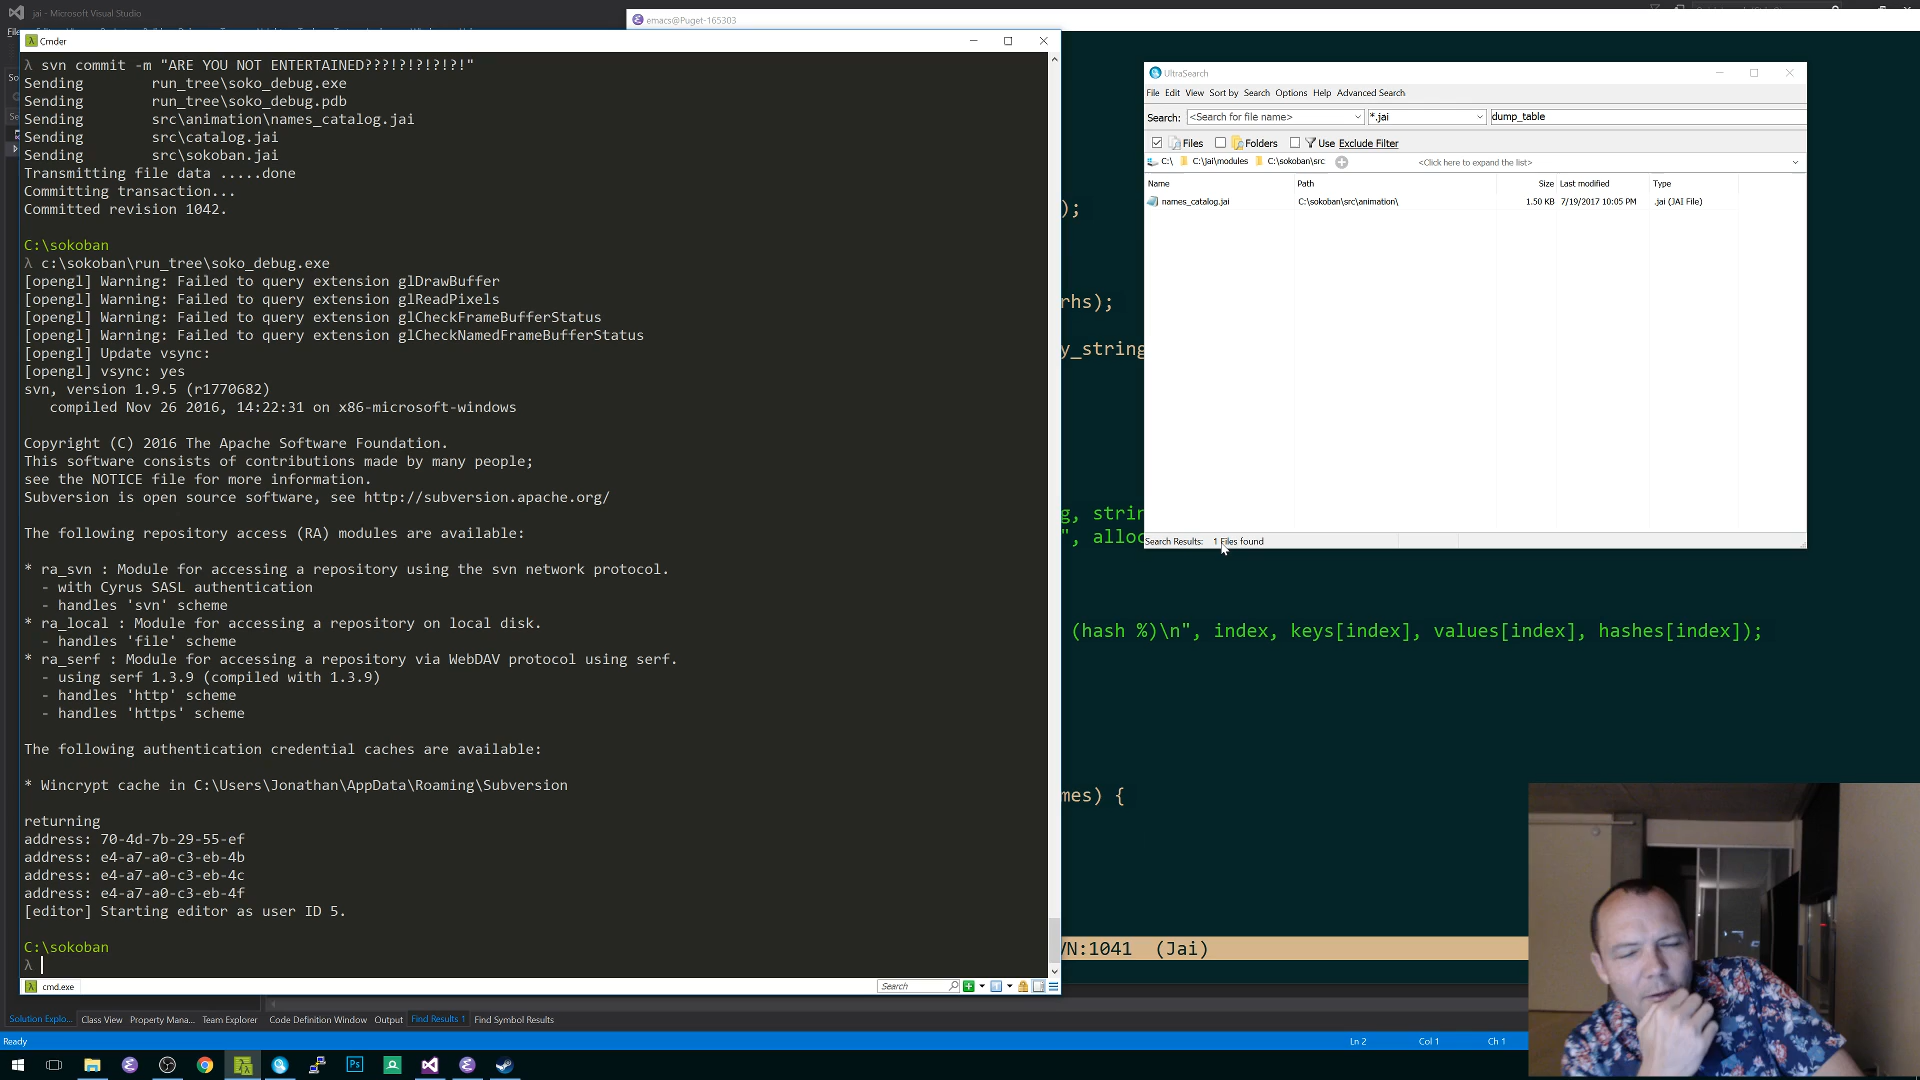 jai - Microsoft Visual Studio
emacs@Puget-165303
Cmder
λ svn commit -m "ARE YOU NOT ENTERTAINED???!?!?!?!?!"
Sending run_tree\soko_debug.exe
Sending run_tree\soko_debug.pdb
Sending src\animation\names_catalog.jai
Sending src\catalog.jai
Sending src\sokoban.jai
Transmitting file data .....done
Committing transaction...
Committed revision 1042.
C:\sokoban
λ c:\sokoban\run_tree\soko_debug.exe
[opengl] Warning: Failed to query extension glDrawBuffer
[opengl] Warning: Failed to query extension glReadPixels
[opengl] Warning: Failed to query extension glCheckFrameBufferStatus
[opengl] Warning: Failed to query extension glCheckNamedFrameBufferStatus
[opengl] Update vsync:
[opengl] vsync: yes
svn, version 1.9.5 (r1770682)
compiled Nov 26 2016, 14:22:31 on x86-microsoft-windows
Copyright (C) 2016 The Apache Software Foundation.
This software consists of contributions made by many people;
see the NOTICE file for more information.
Subversion is open source software, see http://subversion.apache.org/
The following repository access (RA) modules are available:
* ra_svn : Module for accessing a repository using the svn network protocol.
- with Cyrus SASL authentication
- handles 'svn' scheme
* ra_local : Module for accessing a repository on local disk.
- handles 'file' scheme
* ra_serf : Module for accessing a repository via WebDAV protocol using serf.
- using serf 1.3.9 (compiled with 1.3.9)
- handles 'http' scheme
- handles 'https' scheme
The following authentication credential caches are available:
* Wincrypt cache in C:\Users\Jonathan\AppData\Roaming\Subversion
returning
address: 70-4d-7b-29-55-ef
address: e4-a7-a0-c3-eb-4b
address: e4-a7-a0-c3-eb-4c
address: e4-a7-a0-c3-eb-4f
[editor] Starting editor as user ID 5.
C:\sokoban
λ
cmd.exe
Search
UltraSearch
File Edit View Sort by Search Options Help Advanced Search
Search: <Search for file name> *.jai dump_table
Files Folders Use Exclude Filter
C:\ C:\jai\modules C:\sokoban\src <Click here to expand the list>
Name Path Size Last modified Type
names_catalog.jai C:\sokoban\src\animation\ 1.50 KB 7/19/2017 10:05 PM .jai (JAI File)
Search Results: 1 Files found
);
rhs);
y_string
g, strin
", alloc
(hash %)\n", index, keys[index], values[index], hashes[index]);
mes) {
VN:1041 (Jai)
Solution Explo... Class View Property Mana... Team Explorer Code Definition Window Output Find Results 1 Find Symbol Results
Ready Ln 2 Col 1 Ch 1